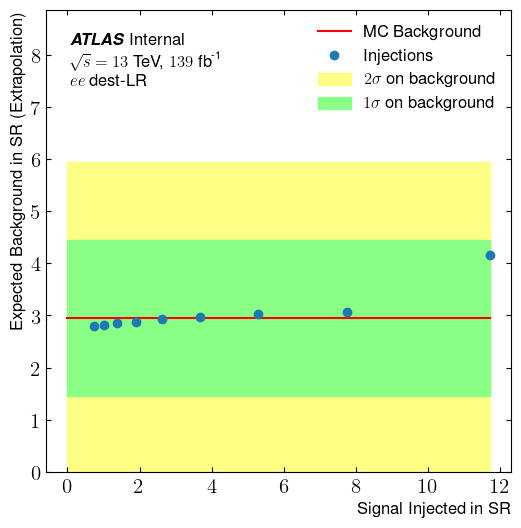 ATLAS Internal
√s = 13 TeV, 139 fb⁻¹
ee dest-LR
MC Background
Injections
2σ on background
1σ on background
Expected Background in SR (Extrapolation)
8
7
6
5
4
3
2
1
0
0 2 4 6 8 10 12
Signal Injected in SR